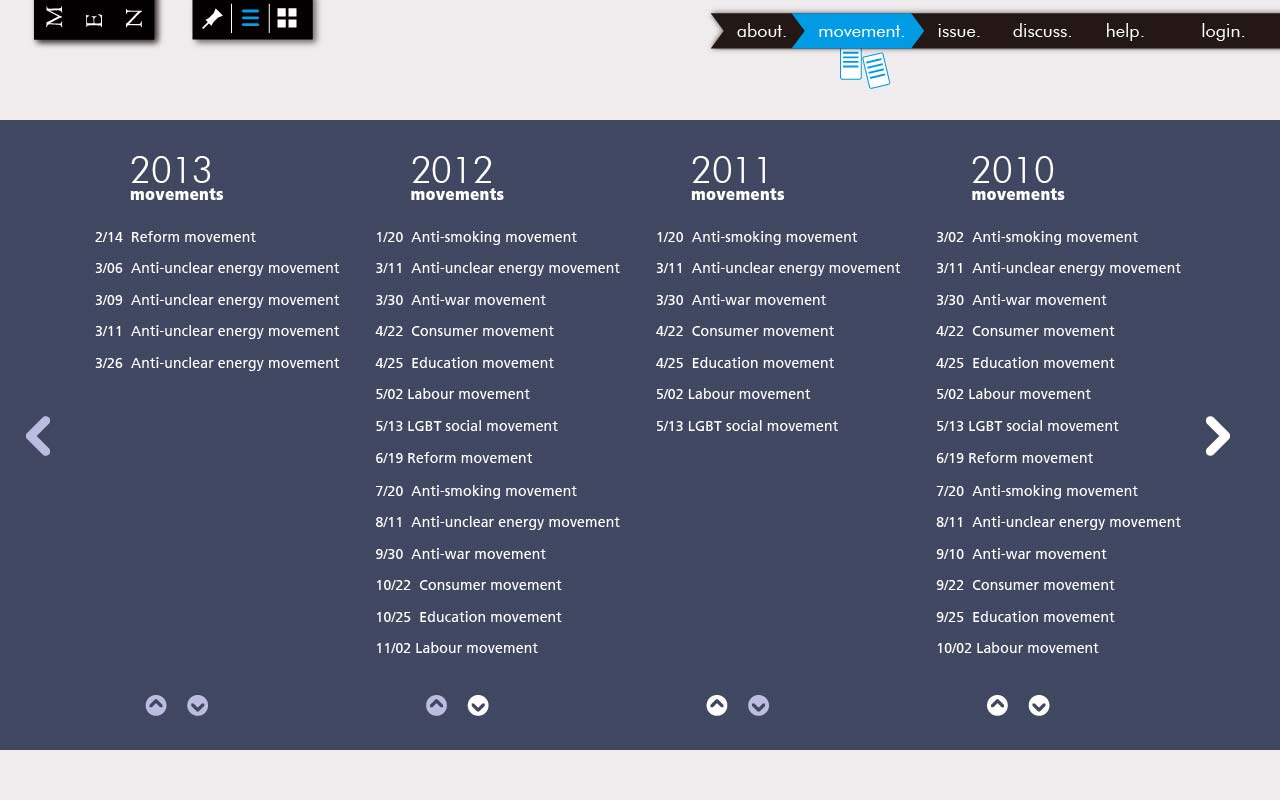 M E N
about. movement. issue. discuss. help. login.
2013
movements
2/14 Reform movement
3/06 Anti-unclear energy movement
3/09 Anti-unclear energy movement
3/11 Anti-unclear energy movement
3/26 Anti-unclear energy movement
2012
movements
1/20 Anti-smoking movement
3/11 Anti-unclear energy movement
3/30 Anti-war movement
4/22 Consumer movement
4/25 Education movement
5/02 Labour movement
5/13 LGBT social movement
6/19 Reform movement
7/20 Anti-smoking movement
8/11 Anti-unclear energy movement
9/30 Anti-war movement
10/22 Consumer movement
10/25 Education movement
11/02 Labour movement
2011
movements
1/20 Anti-smoking movement
3/11 Anti-unclear energy movement
3/30 Anti-war movement
4/22 Consumer movement
4/25 Education movement
5/02 Labour movement
5/13 LGBT social movement
2010
movements
3/02 Anti-smoking movement
3/11 Anti-unclear energy movement
3/30 Anti-war movement
4/22 Consumer movement
4/25 Education movement
5/02 Labour movement
5/13 LGBT social movement
6/19 Reform movement
7/20 Anti-smoking movement
8/11 Anti-unclear energy movement
9/10 Anti-war movement
9/22 Consumer movement
9/25 Education movement
10/02 Labour movement